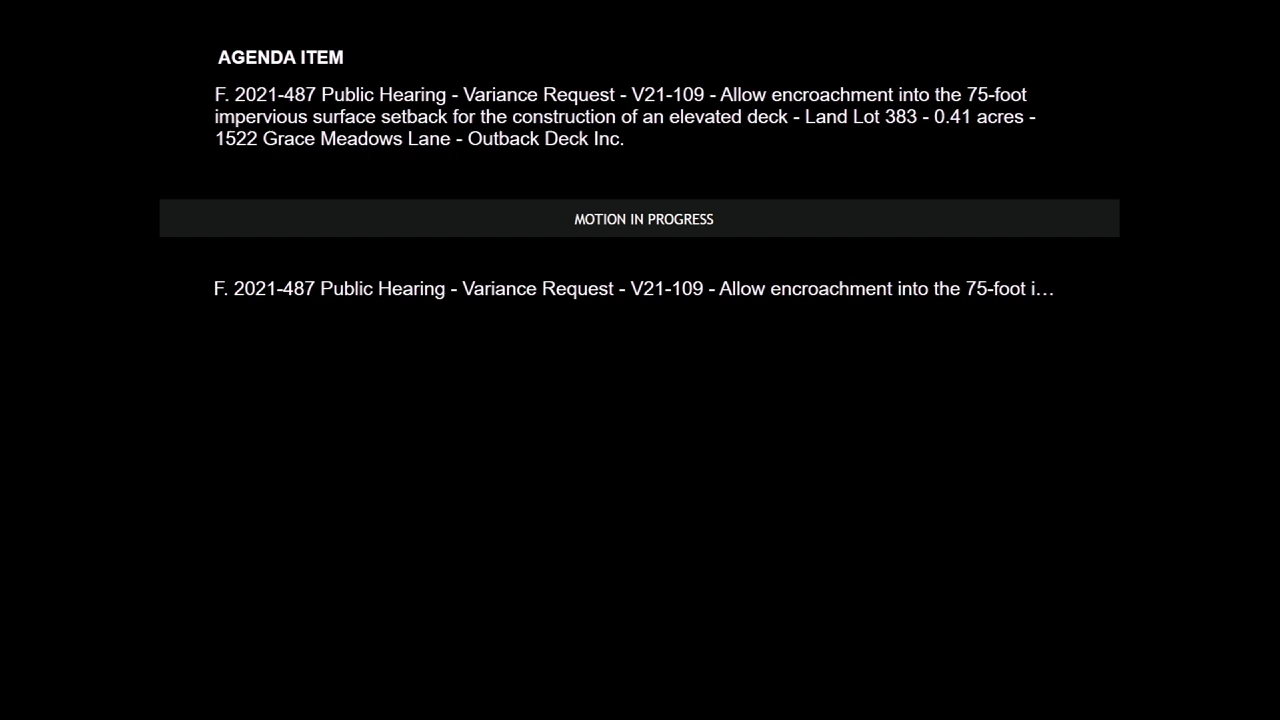 AGENDA ITEM
F. 2021-487 Public Hearing - Variance Request - V21-109 - Allow encroachment into the 75-foot
impervious surface setback for the construction of an elevated deck - Land Lot 383 - 0.41 acres -
1522 Grace Meadows Lane - Outback Deck Inc.
MOTION IN PROGRESS
F. 2021-487 Public Hearing - Variance Request - V21-109 - Allow encroachment into the 75-foot i…